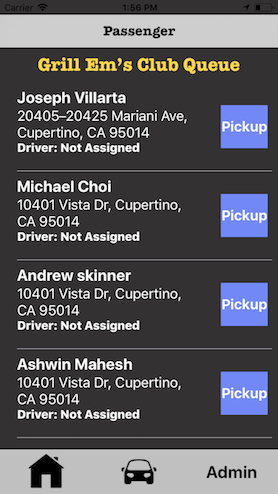 Carrier 1:56 PM
Passenger
Grill Em's Club Queue
Joseph Villarta
20405–20425 Mariani Ave,
Cupertino, CA 95014
Driver: Not Assigned
Pickup
Michael Choi
10401 Vista Dr, Cupertino,
CA 95014
Driver: Not Assigned
Pickup
Andrew skinner
10401 Vista Dr, Cupertino,
CA 95014
Driver: Not Assigned
Pickup
Ashwin Mahesh
10401 Vista Dr, Cupertino,
CA 95014
Driver: Not Assigned
Pickup
Admin